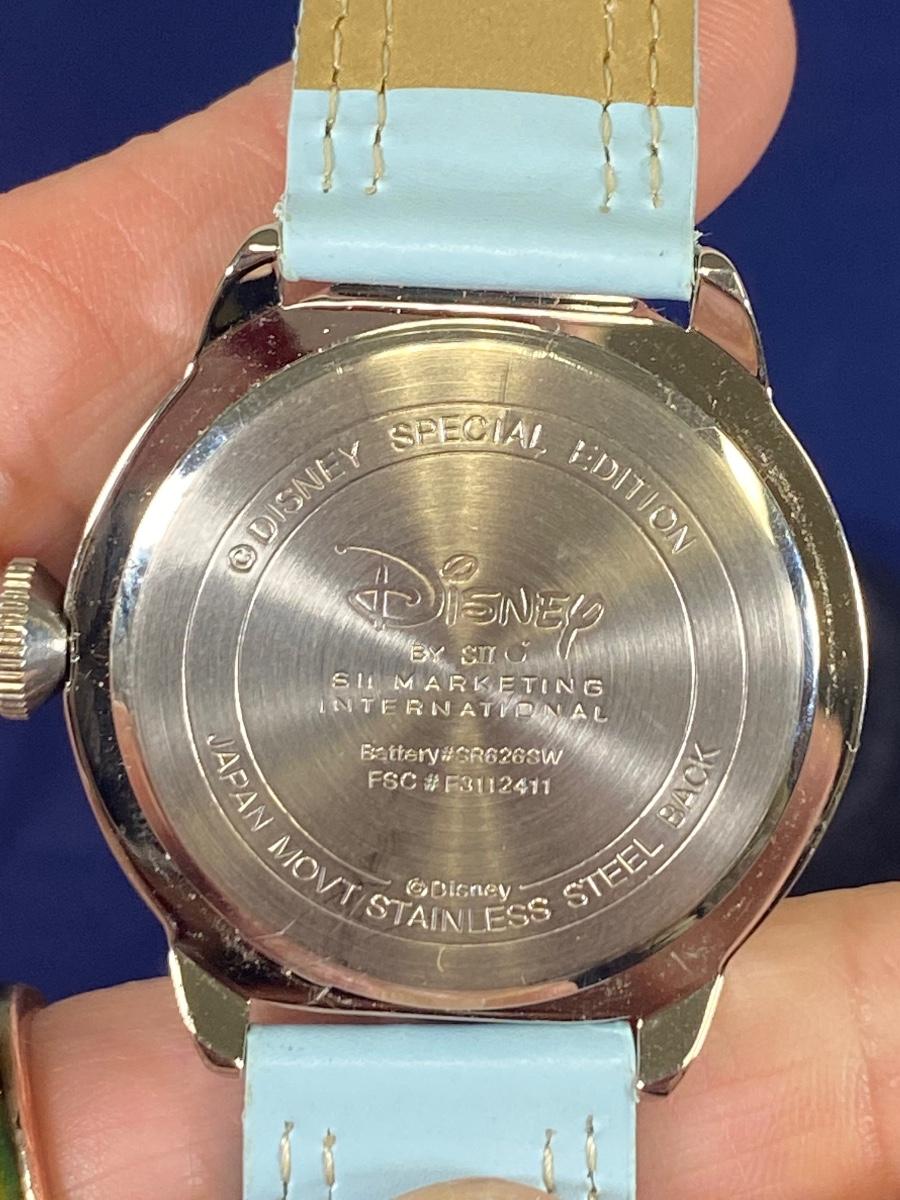 ©DISNEY SPECIAL EDITION
Disney
BY SII
SII MARKETING
INTERNATIONAL
Battery#SR626SW
FSC # F3112411
©Disney
JAPAN MOVT STAINLESS STEEL BACK